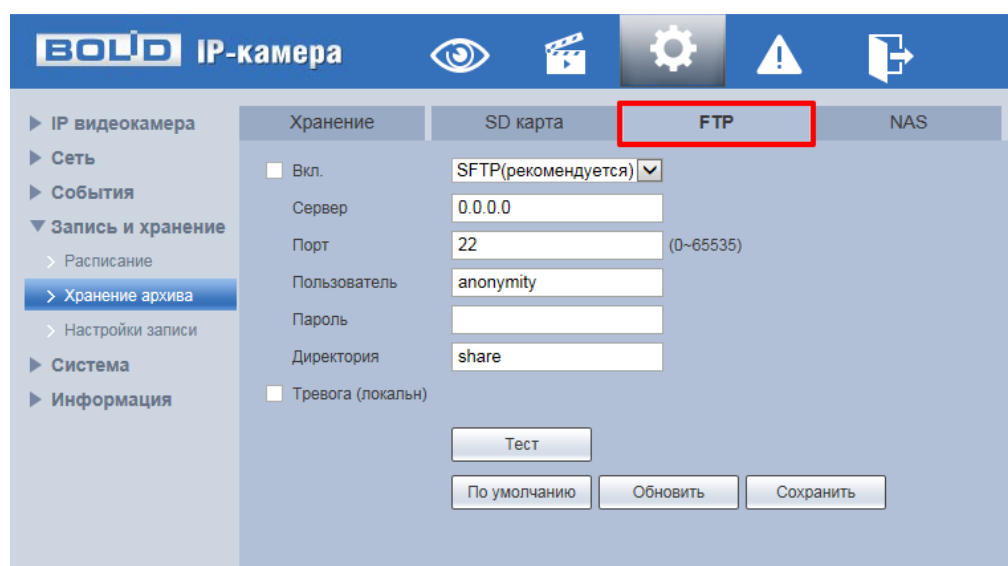 BOLID IP-камера
IP видеокамера
Сеть
События
Запись и хранение
Расписание
Хранение архива
Настройки записи
Система
Информация
Хранение SD карта FTP NAS
Вкл. SFTP(рекомендуется)
Сервер 0.0.0.0
Порт 22 (0~65535)
Пользователь anonymity
Пароль
Директория share
Тревога (локальн)
Тест
По умолчанию Обновить Сохранить